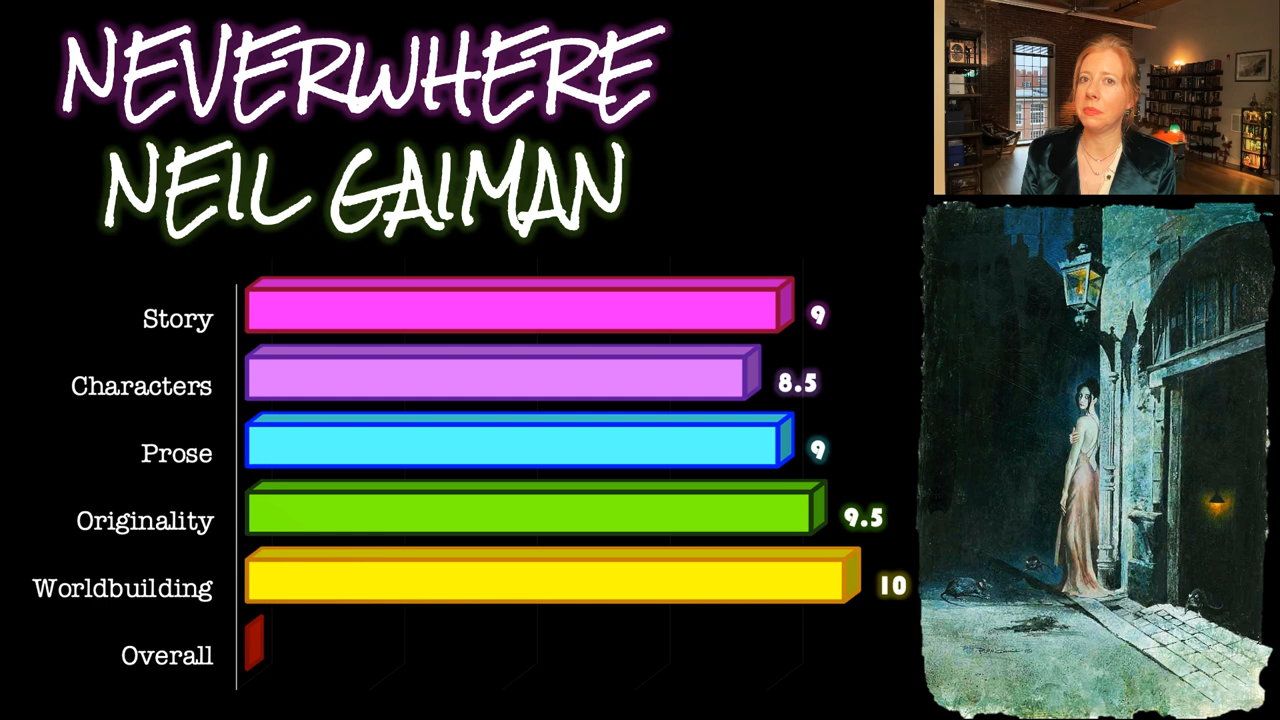 NEVERWHERE
NEIL GAIMAN
Story 9
Characters 8.5
Prose 9
Originality 9.5
Worldbuilding 10
Overall